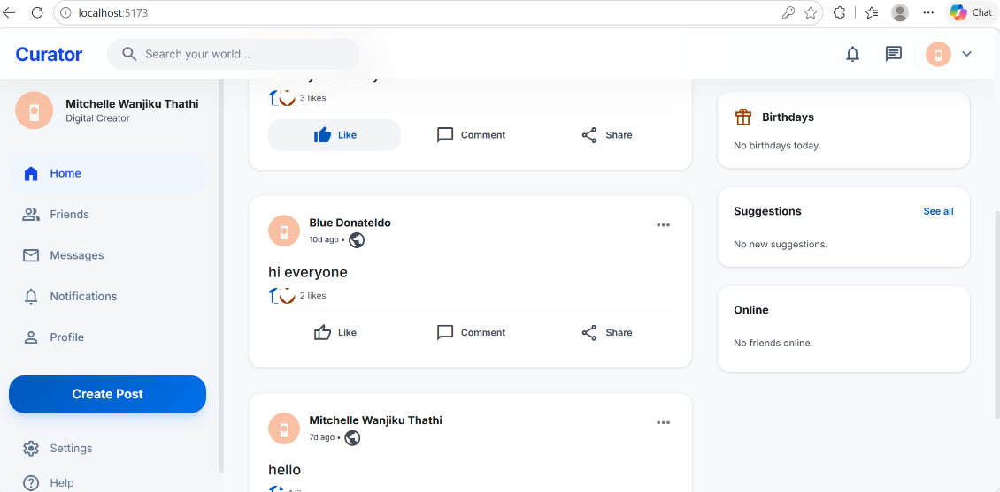 localhost:5173
Chat
Curator
Search your world...
Mitchelle Wanjiku Thathi
Digital Creator
Home
Friends
Messages
Notifications
Profile
Create Post
Settings
Help
3 likes
Like
Comment
Share
Blue Donateldo
10d ago •
hi everyone
2 likes
Like
Comment
Share
Mitchelle Wanjiku Thathi
7d ago •
hello
Birthdays
No birthdays today.
Suggestions
See all
No new suggestions.
Online
No friends online.